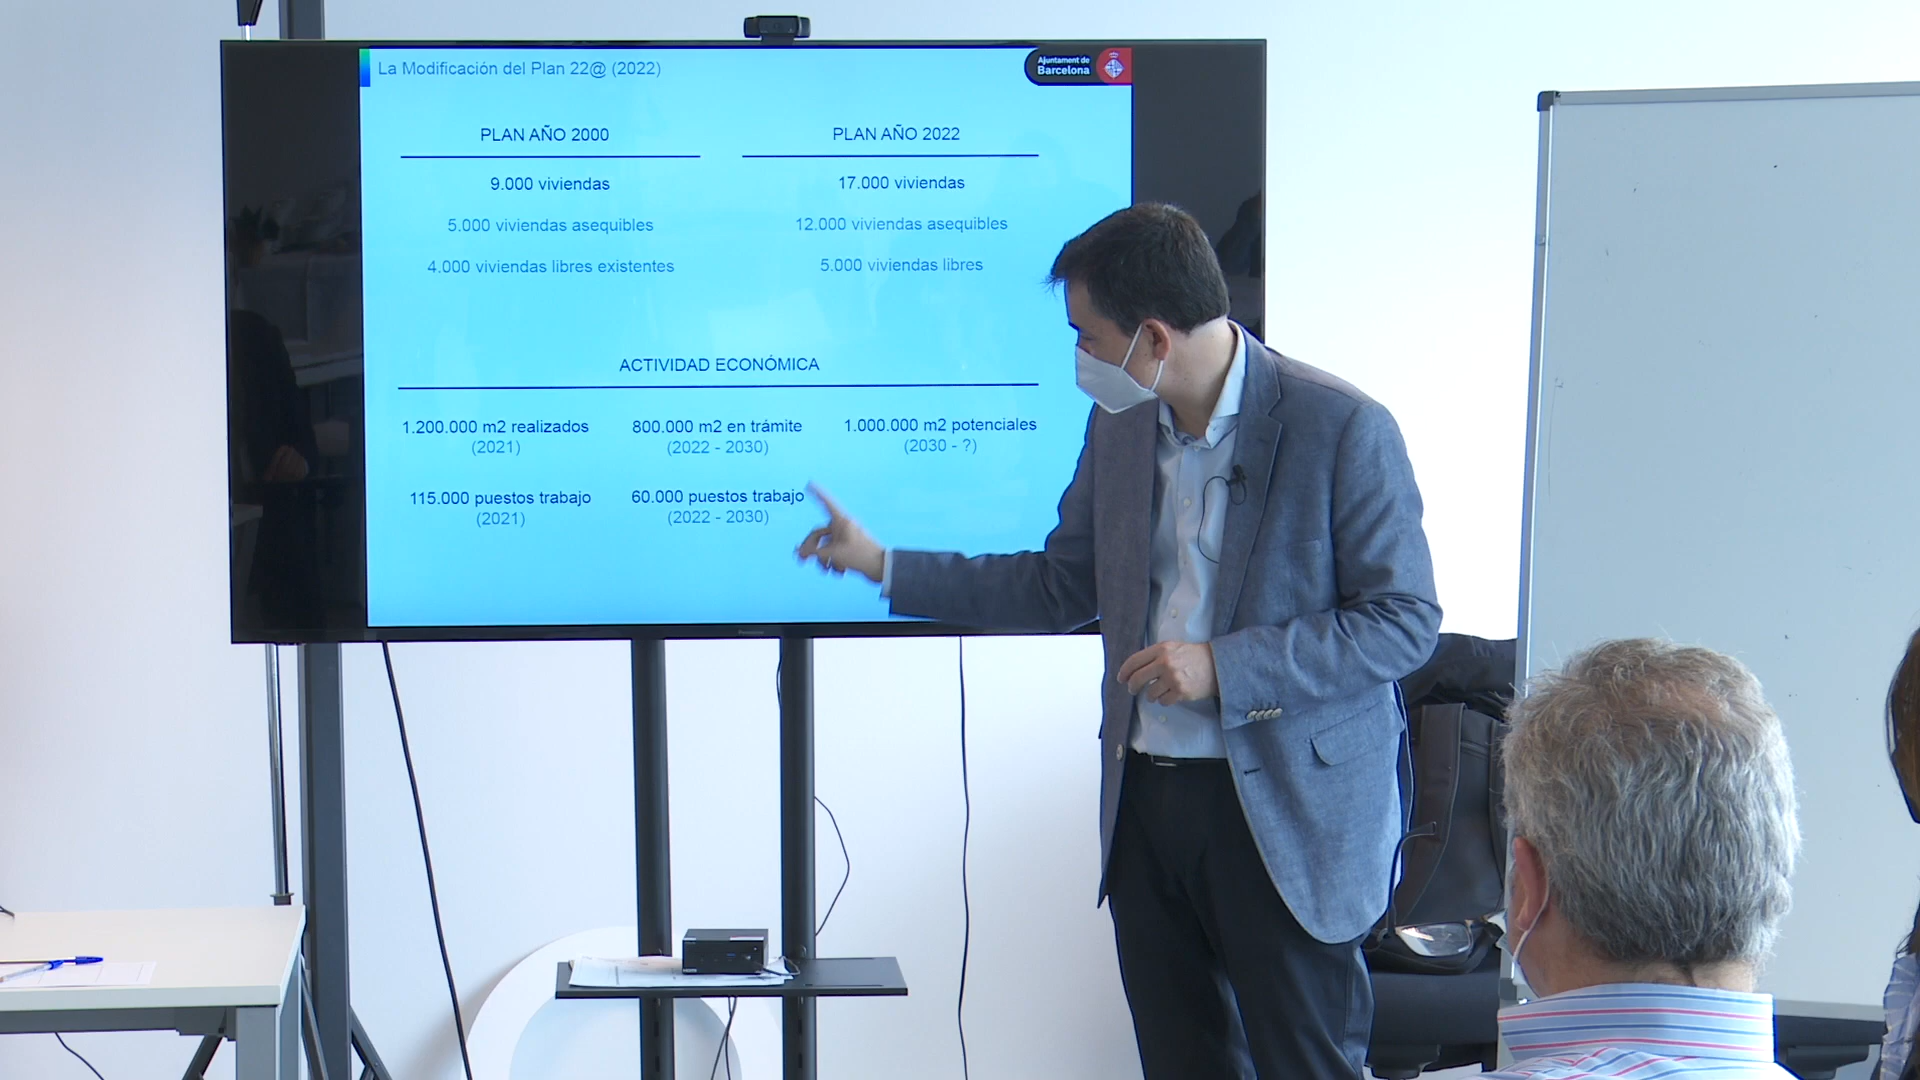 La Modificación del Plan 22@ (2022)
Ajuntament de
Barcelona
PLAN AÑO 2000
PLAN AÑO 2022
9.000 viviendas
17.000 viviendas
5.000 viviendas asequibles
12.000 viviendas asequibles
4.000 viviendas libres existentes
5.000 viviendas libres
ACTIVIDAD ECONÓMICA
1.200.000 m2 realizados
(2021)
800.000 m2 en trámite
(2022 - 2030)
1.000.000 m2 potenciales
(2030 - ?)
115.000 puestos trabajo
(2021)
60.000 puestos trabajo
(2022 - 2030)